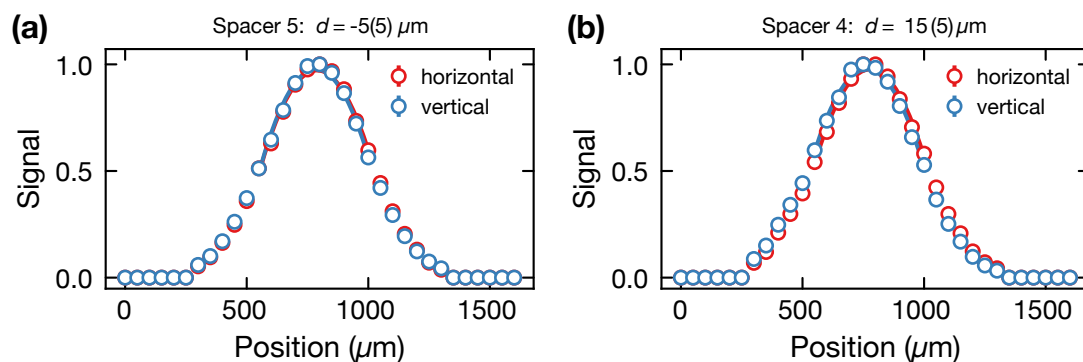 (a)
Spacer 5: d = -5(5) µm
1.0
0.5
0.0
Signal
horizontal
vertical
0
500
1000
1500
Position (µm)
(b)
Spacer 4: d = 15(5) µm
1.0
0.5
0.0
Signal
horizontal
vertical
0
500
1000
1500
Position (µm)